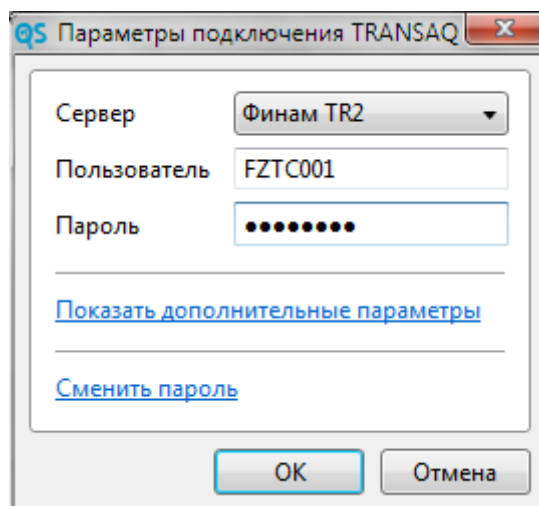 QS Параметры подключения TRANSAQ
Сервер Финам TR2
Пользователь FZTC001
Пароль ●●●●●●●●
Показать дополнительные параметры
Сменить пароль
OK Отмена